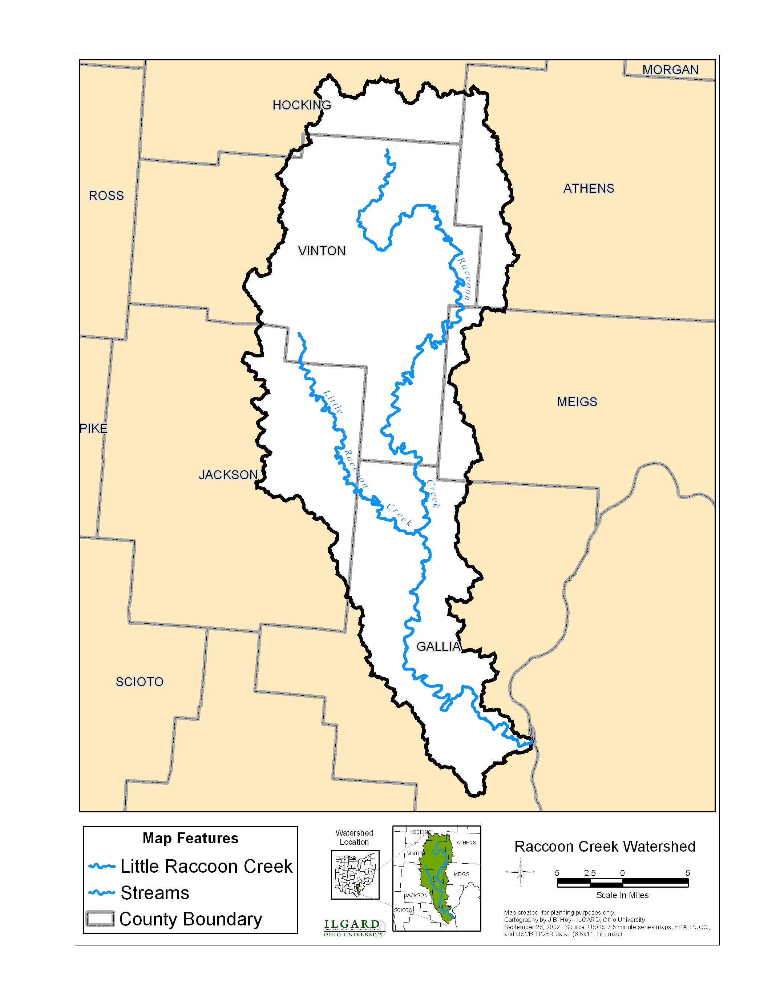 MORGAN
HOCKING
ATHENS
ROSS
VINTON
Raccoon
MEIGS
Little
PIKE
Raccoon
JACKSON
Creek
Creek
GALLIA
SCIOTO
Map Features
Little Raccoon Creek
Streams
County Boundary
Watershed
Location
HOCKING
ATHENS
VINTON
MEIGS
JACKSON
SCIOTO
GALLIA
ILGARD
OHIO UNIVERSITY
Raccoon Creek Watershed
N
W E
S
5 2.5 0 5
Scale in Miles
Map created for planning purposes only.
Cartography by J.B. Hoy - ILGARD, Ohio University.
September 26, 2002. Source: USGS 7.5 minute series maps, EPA, PUCO,
and USCB TIGER data. (8.5x11_flint.mxd)